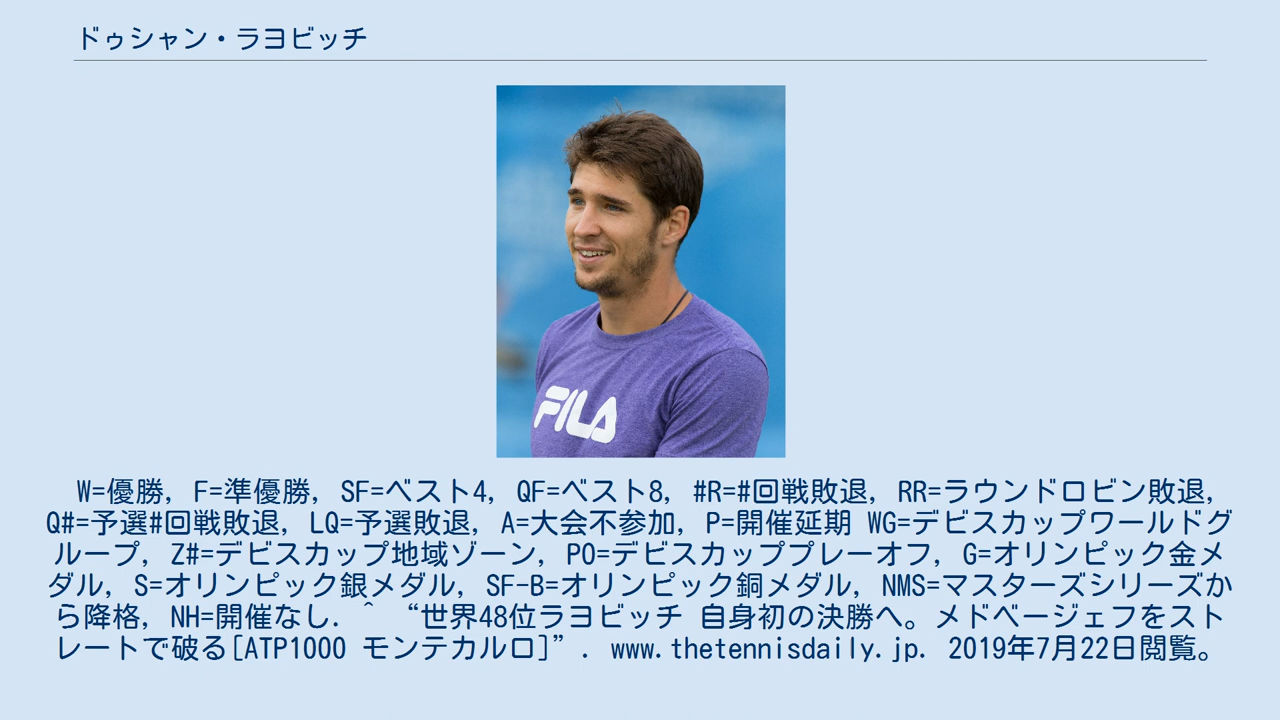 ドゥシャン・ラヨビッチ
FILA
W=優勝, F=準優勝, SF=ベスト4, QF=ベスト8, #R=#回戦敗退, RR=ラウンドロビン敗退,
Q#=予選#回戦敗退, LQ=予選敗退, A=大会不参加, P=開催延期 WG=デビスカップワールドグ
ループ, Z#=デビスカップ地域ゾーン, PO=デビスカッププレーオフ, G=オリンピック金メ
ダル, S=オリンピック銀メダル, SF-B=オリンピック銅メダル, NMS=マスターズシリーズか
ら降格, NH=開催なし. ^ “世界48位ラヨビッチ 自身初の決勝へ。メドベージェフをスト
レートで破る[ATP1000 モンテカルロ]”. www.thetennisdaily.jp. 2019年7月22日閲覧。